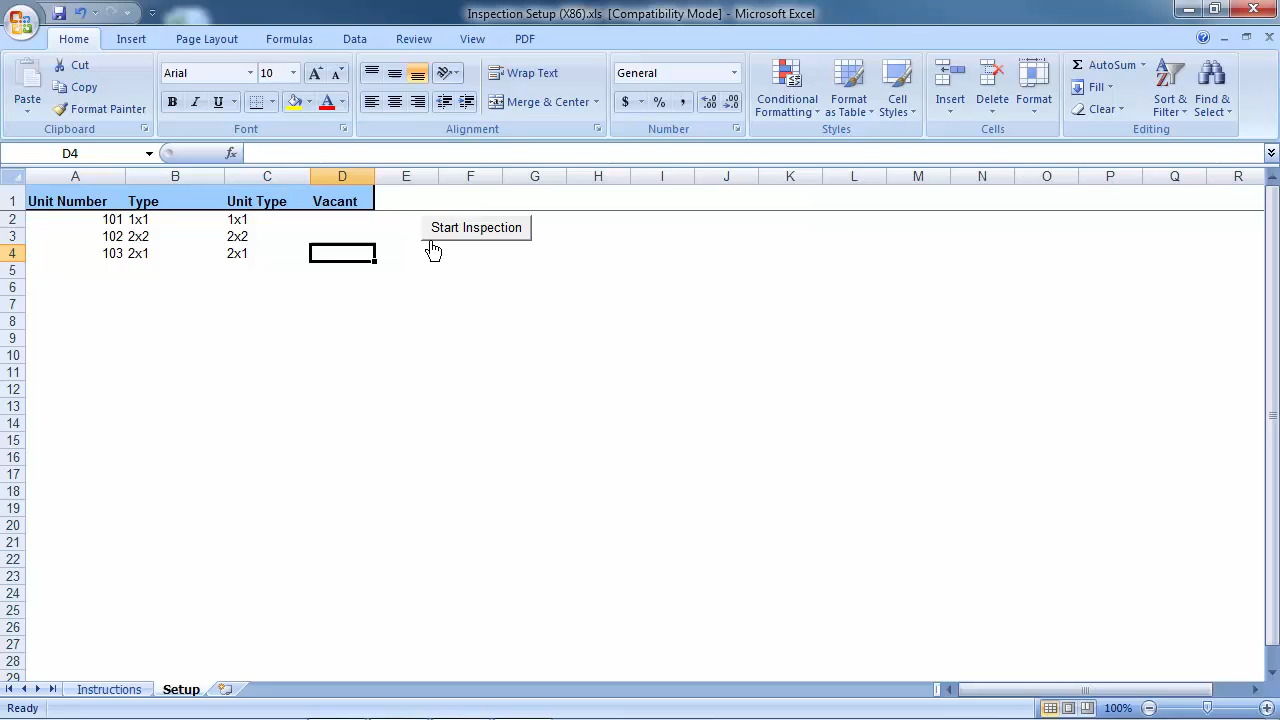 Inspection Setup (X86).xls [Compatibility Mode] - Microsoft Excel
Home Insert Page Layout Formulas Data Review View PDF
Paste
Cut
Copy
Format Painter
Clipboard
Arial 10
B I U
A
Font
Wrap Text
Merge & Center
Alignment
General
$ % ,
Number
Conditional Formatting
Format as Table
Cell Styles
Styles
Insert Delete Format
Cells
Σ AutoSum
Fill
Clear
Sort & Filter
Find & Select
Editing
D4 fx
A B C D E F G H I J K L M N O P Q R
1 Unit Number Type Unit Type Vacant
2 101 1x1 1x1
Start Inspection
3 102 2x2 2x2
4 103 2x1 2x1
5
6
7
8
9
10
11
12
13
14
15
16
17
18
19
20
21
22
23
24
25
26
27
28
29
Instructions Setup
Ready 100%